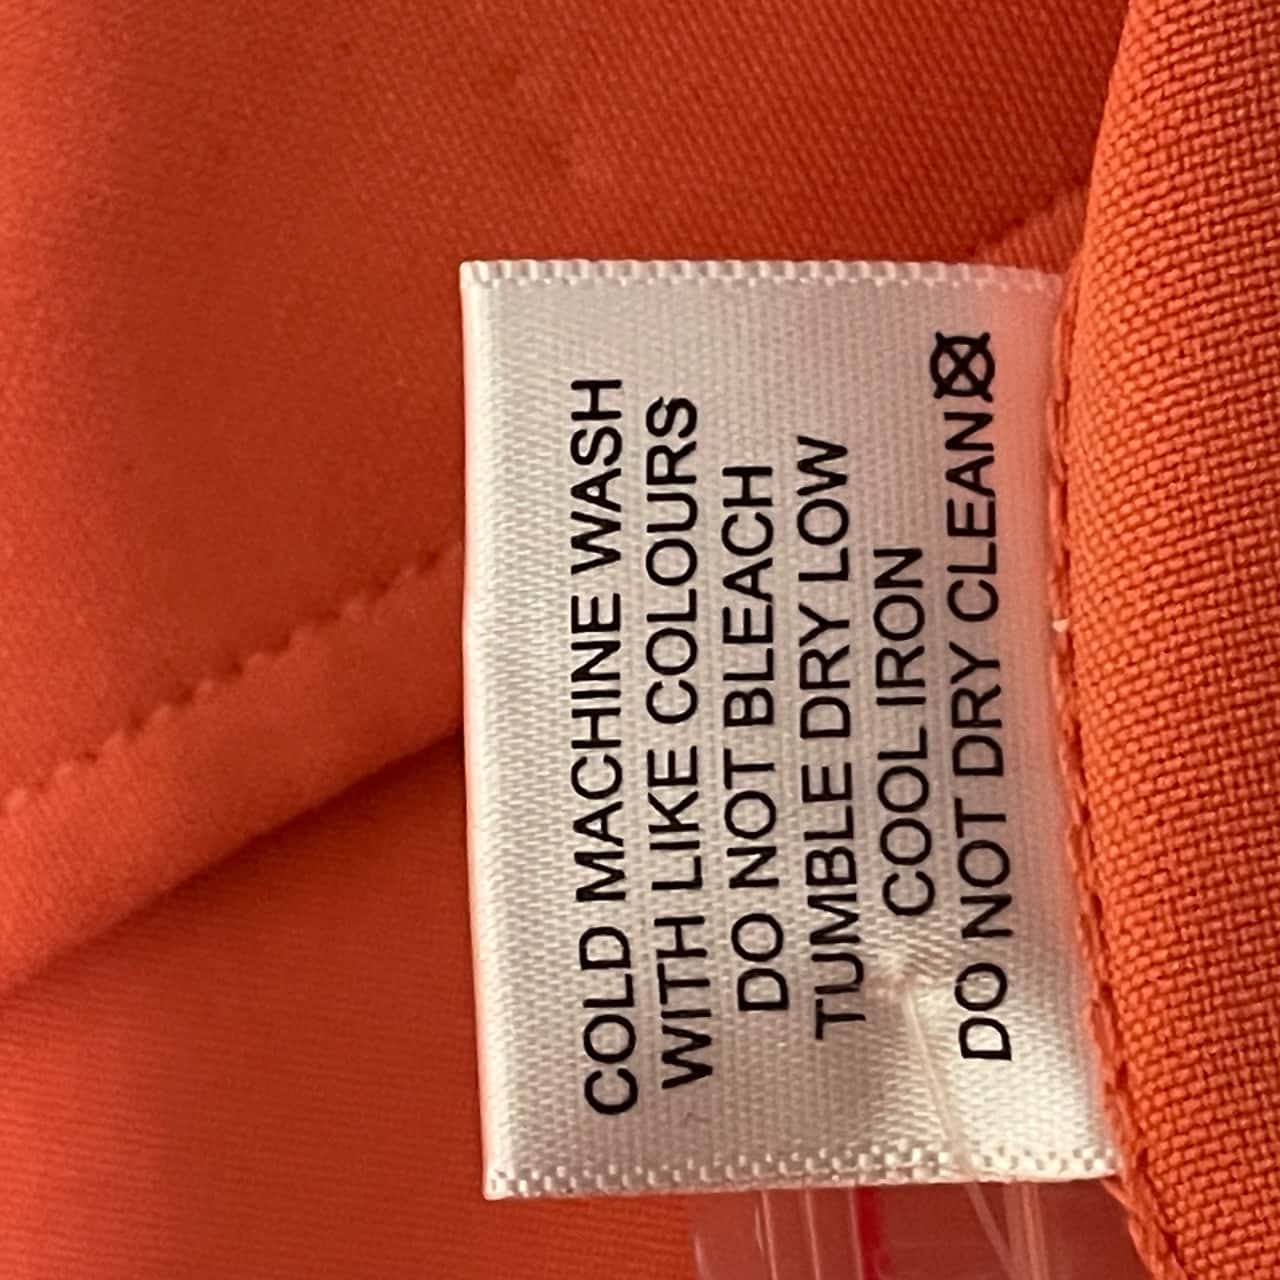 COLD MACHINE WASH
WITH LIKE COLOURS
DO NOT BLEACH
TUMBLE DRY LOW
COOL IRON
DO NOT DRY CLEAN